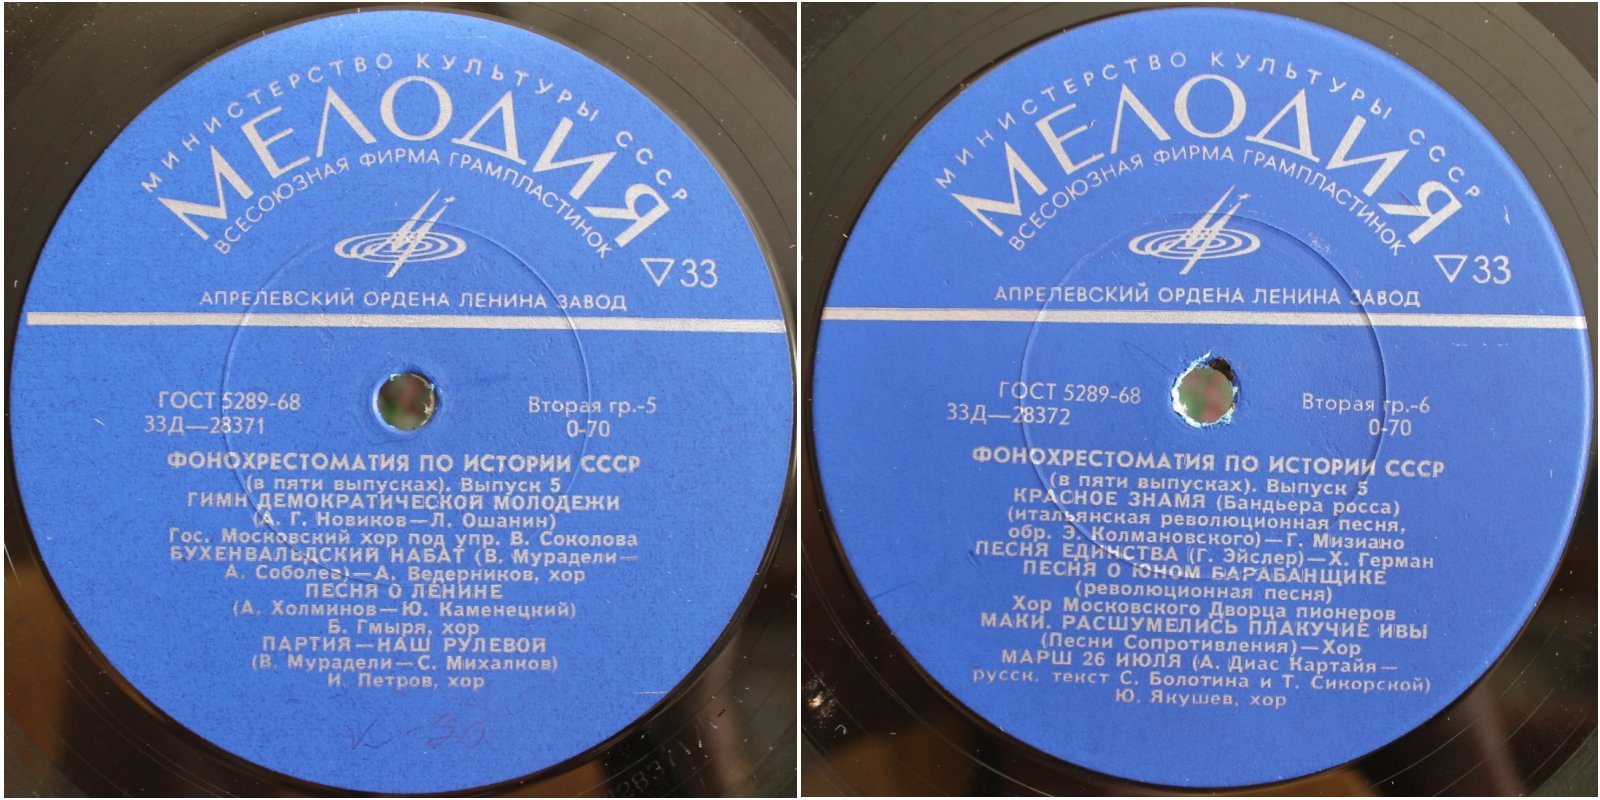 МИНИСТЕРСТВО КУЛЬТУРЫ СССР
МЕЛОДИЯ
ВСЕСОЮЗНАЯ ФИРМА ГРАМПЛАСТИНОК
▽33
АПРЕЛЕВСКИЙ ОРДЕНА ЛЕНИНА ЗАВОД
ГОСТ 5289-68
33Д—28371
Вторая гр.-5
0-70
ФОНОХРЕСТОМАТИЯ ПО ИСТОРИИ СССР
(в пяти выпусках). Выпуск 5
ГИМН ДЕМОКРАТИЧЕСКОЙ МОЛОДЕЖИ
(А. Г. Новиков—Л. Ошанин)
Гос. Московский хор под упр. В. Соколова
БУХЕНВАЛЬДСКИЙ НАБАТ (В. Мурадели—
А. Соболев)—А. Ведерников, хор
ПЕСНЯ О ЛЕНИНЕ
(А. Холминов—Ю. Каменецкий)
Б. Гмыря, хор
ПАРТИЯ—НАШ РУЛЕВОЙ
(В. Мурадели—С. Михалков)
И. Петров, хор
МИНИСТЕРСТВО КУЛЬТУРЫ СССР
МЕЛОДИЯ
ВСЕСОЮЗНАЯ ФИРМА ГРАМПЛАСТИНОК
▽33
АПРЕЛЕВСКИЙ ОРДЕНА ЛЕНИНА ЗАВОД
ГОСТ 5289-68
33Д—28372
Вторая гр.-6
0-70
ФОНОХРЕСТОМАТИЯ ПО ИСТОРИИ СССР
(в пяти выпусках). Выпуск 5
КРАСНОЕ ЗНАМЯ (Бандьера росса)
(итальянская революционная песня,
обр. Э. Колмановского)—Г. Мизиано
ПЕСНЯ ЕДИНСТВА (Г. Эйслер)—Х. Герман
ПЕСНЯ О ЮНОМ БАРАБАНЩИКЕ
(революционная песня)
Хор Московского Дворца пионеров
МАКИ. РАСШУМЕЛИСЬ ПЛАКУЧИЕ ИВЫ
(Песни Сопротивления)—Хор
МАРШ 26 ИЮЛЯ (А. Диас Картайя—
русск. текст С. Болотина и Т. Сикорской)
Ю. Якушев, хор